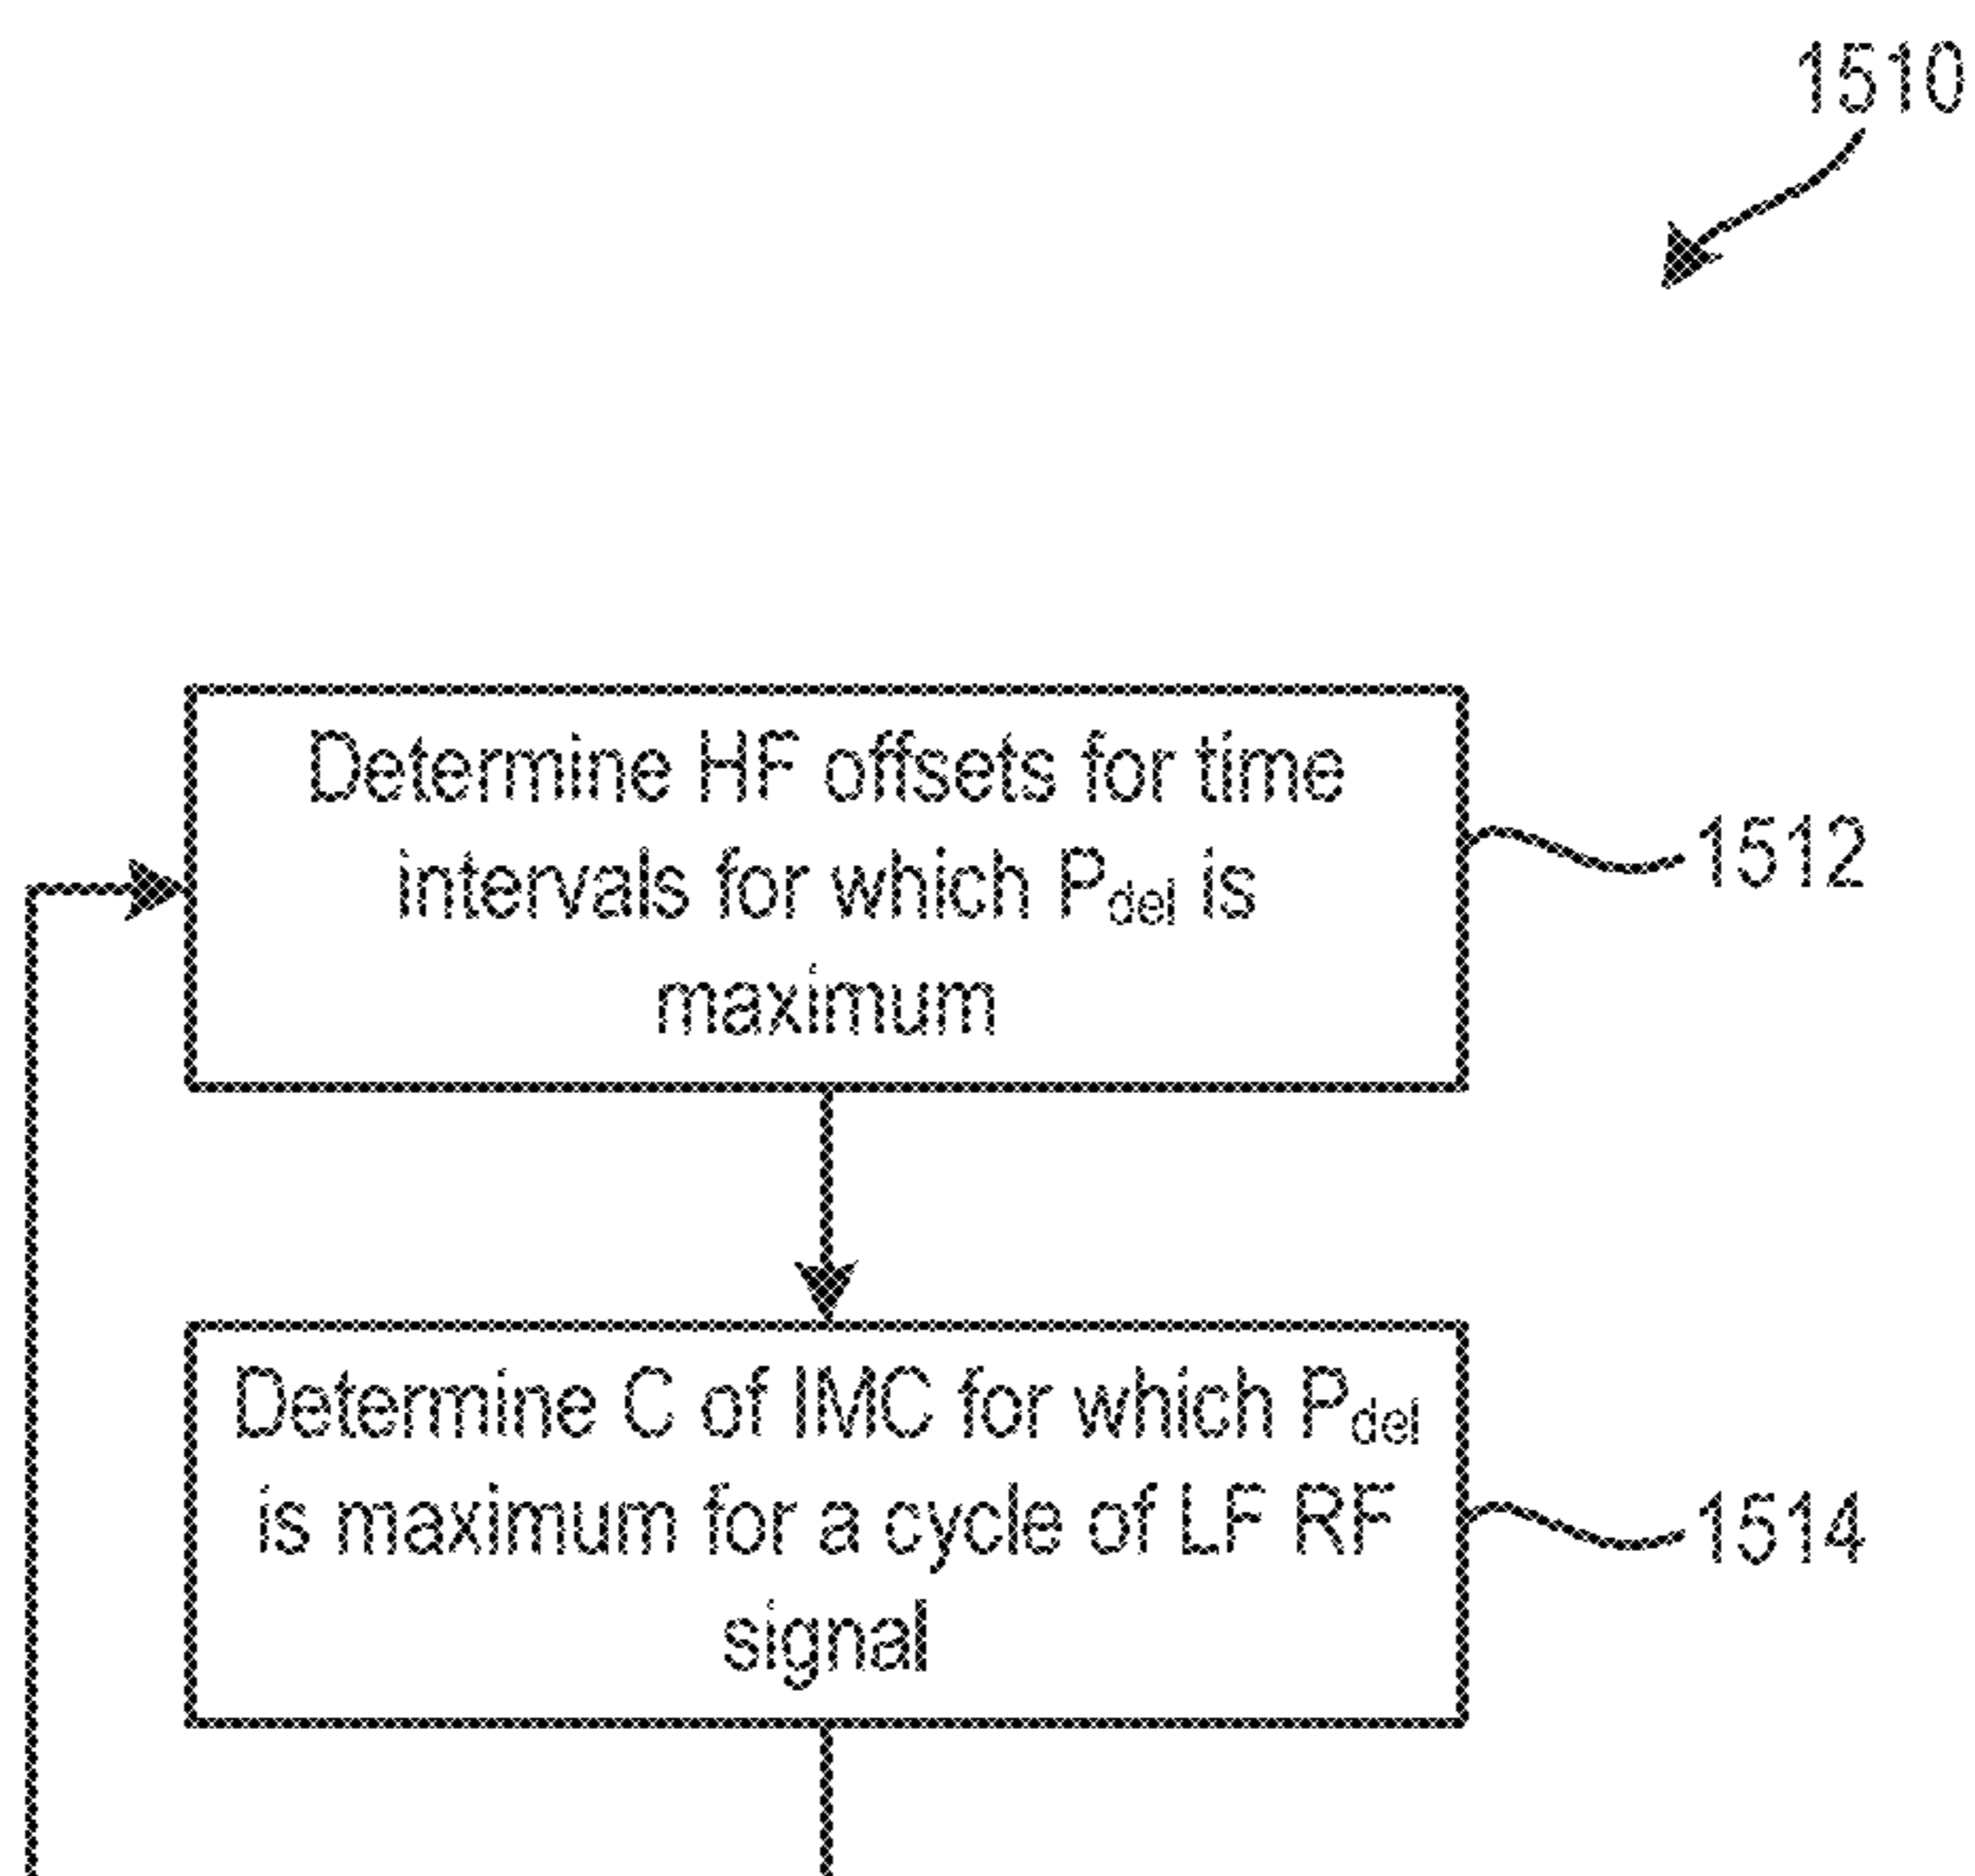 1510
Determine HF offsets for time
intervals for which Pdel is
maximum
1512
Determine C of IMC for which Pdel
is maximum for a cycle of LF RF
signal
1514